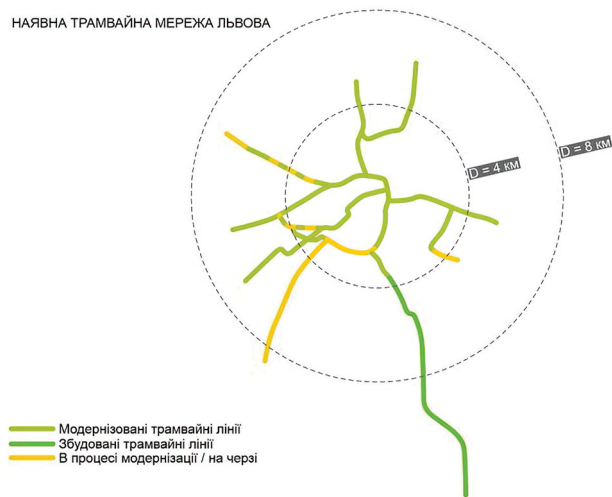 НАЯВНА ТРАМВАЙНА МЕРЕЖА ЛЬВОВА
D = 8 км
D = 4 км
Модернізовані трамвайні лінії
Збудовані трамвайні лінії
В процесі модернізації / на черзі